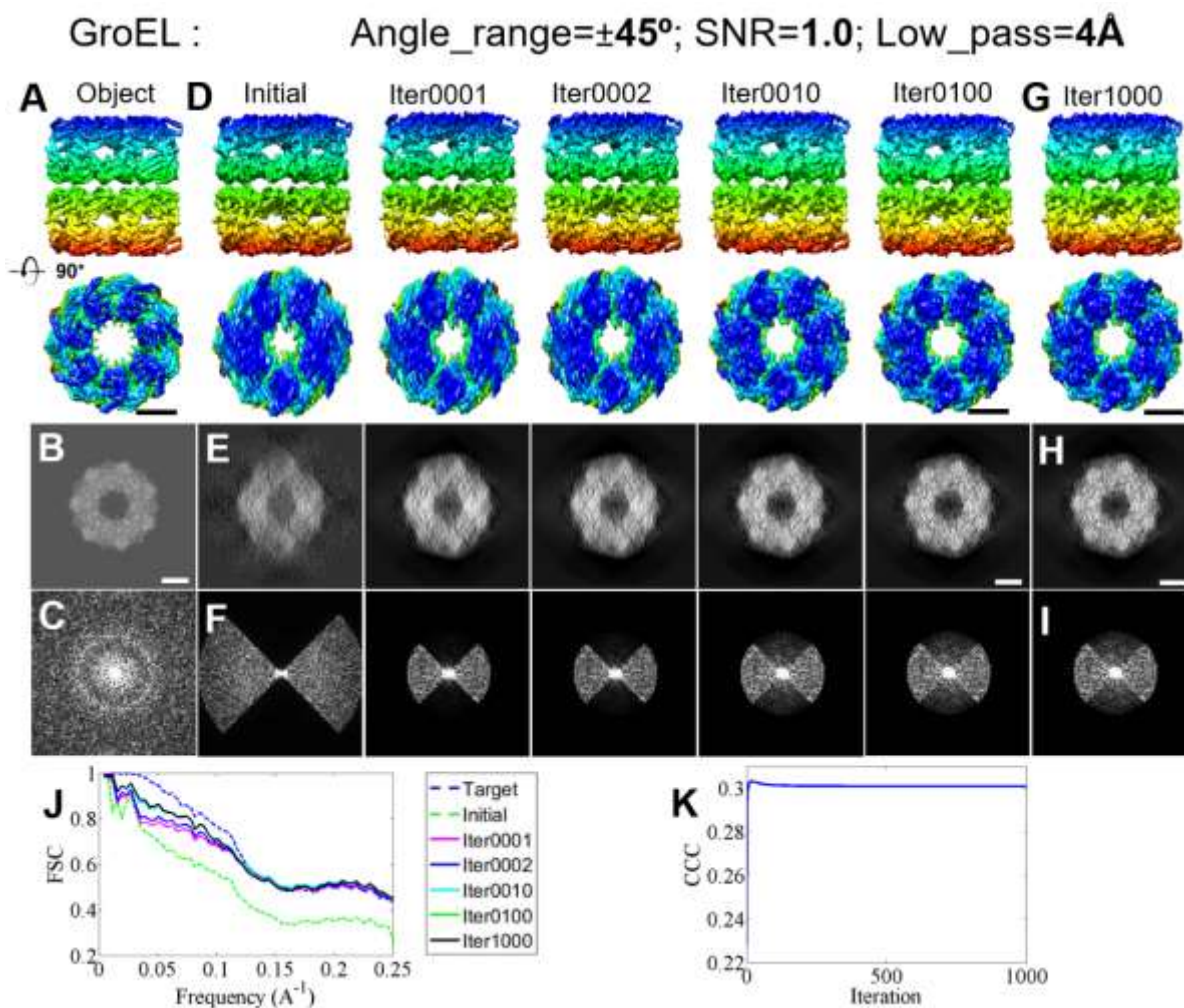 GroEL : Angle_range=±45º; SNR=1.0; Low_pass=4Å
A Object D Initial Iter0001 Iter0002 Iter0010 Iter0100 G Iter1000
90°
B E H
C F I
J
1
0.8
0.6
0.4
0.2
FSC
0 0.05 0.1 0.15 0.2 0.25
Frequency (A-1)
Target
Initial
Iter0001
Iter0002
Iter0010
Iter0100
Iter1000
K
0.3
0.28
0.26
0.24
0.22
CCC
0 500 1000
Iteration